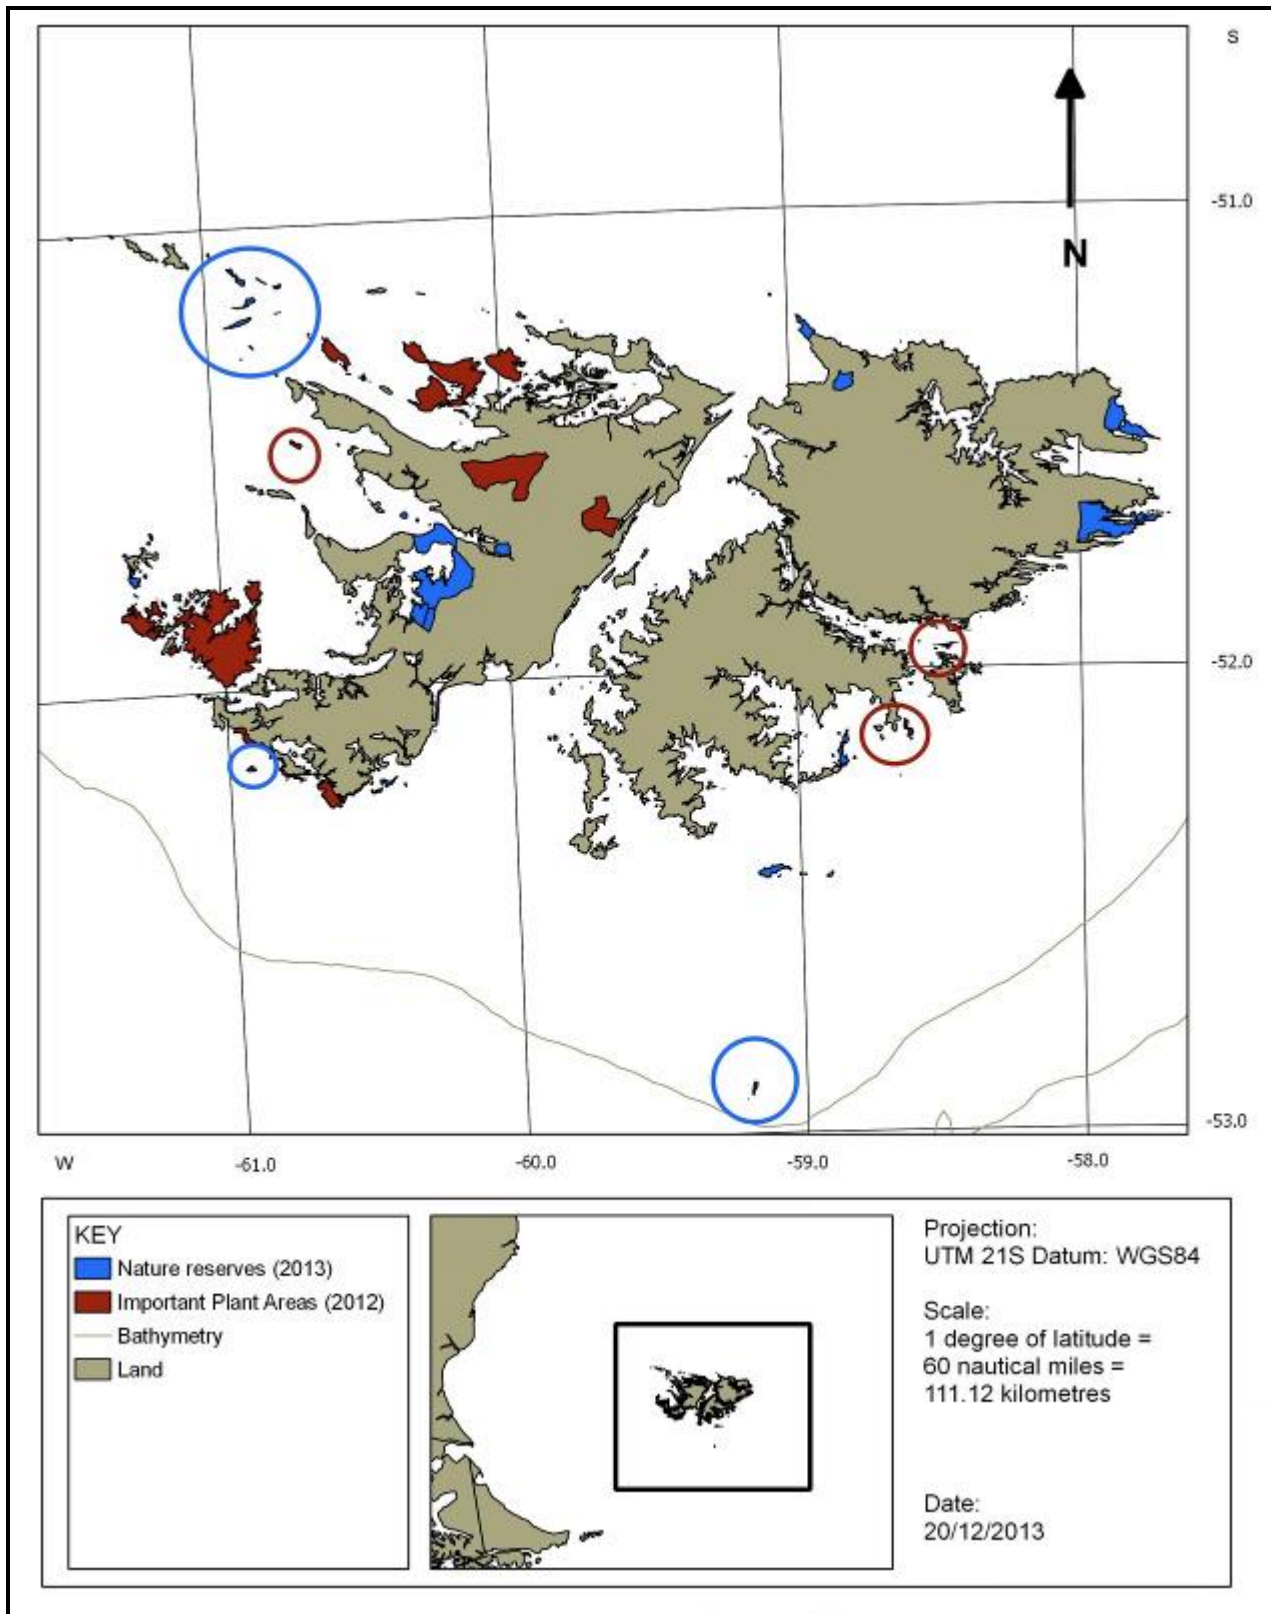 S
-51.0
N
-52.0
-53.0
W
-61.0
-60.0
-59.0
-58.0
KEY
Nature reserves (2013)
Important Plant Areas (2012)
Bathymetry
Land
Projection:
UTM 21S Datum: WGS84
Scale:
1 degree of latitude =
60 nautical miles =
111.12 kilometres
Date:
20/12/2013